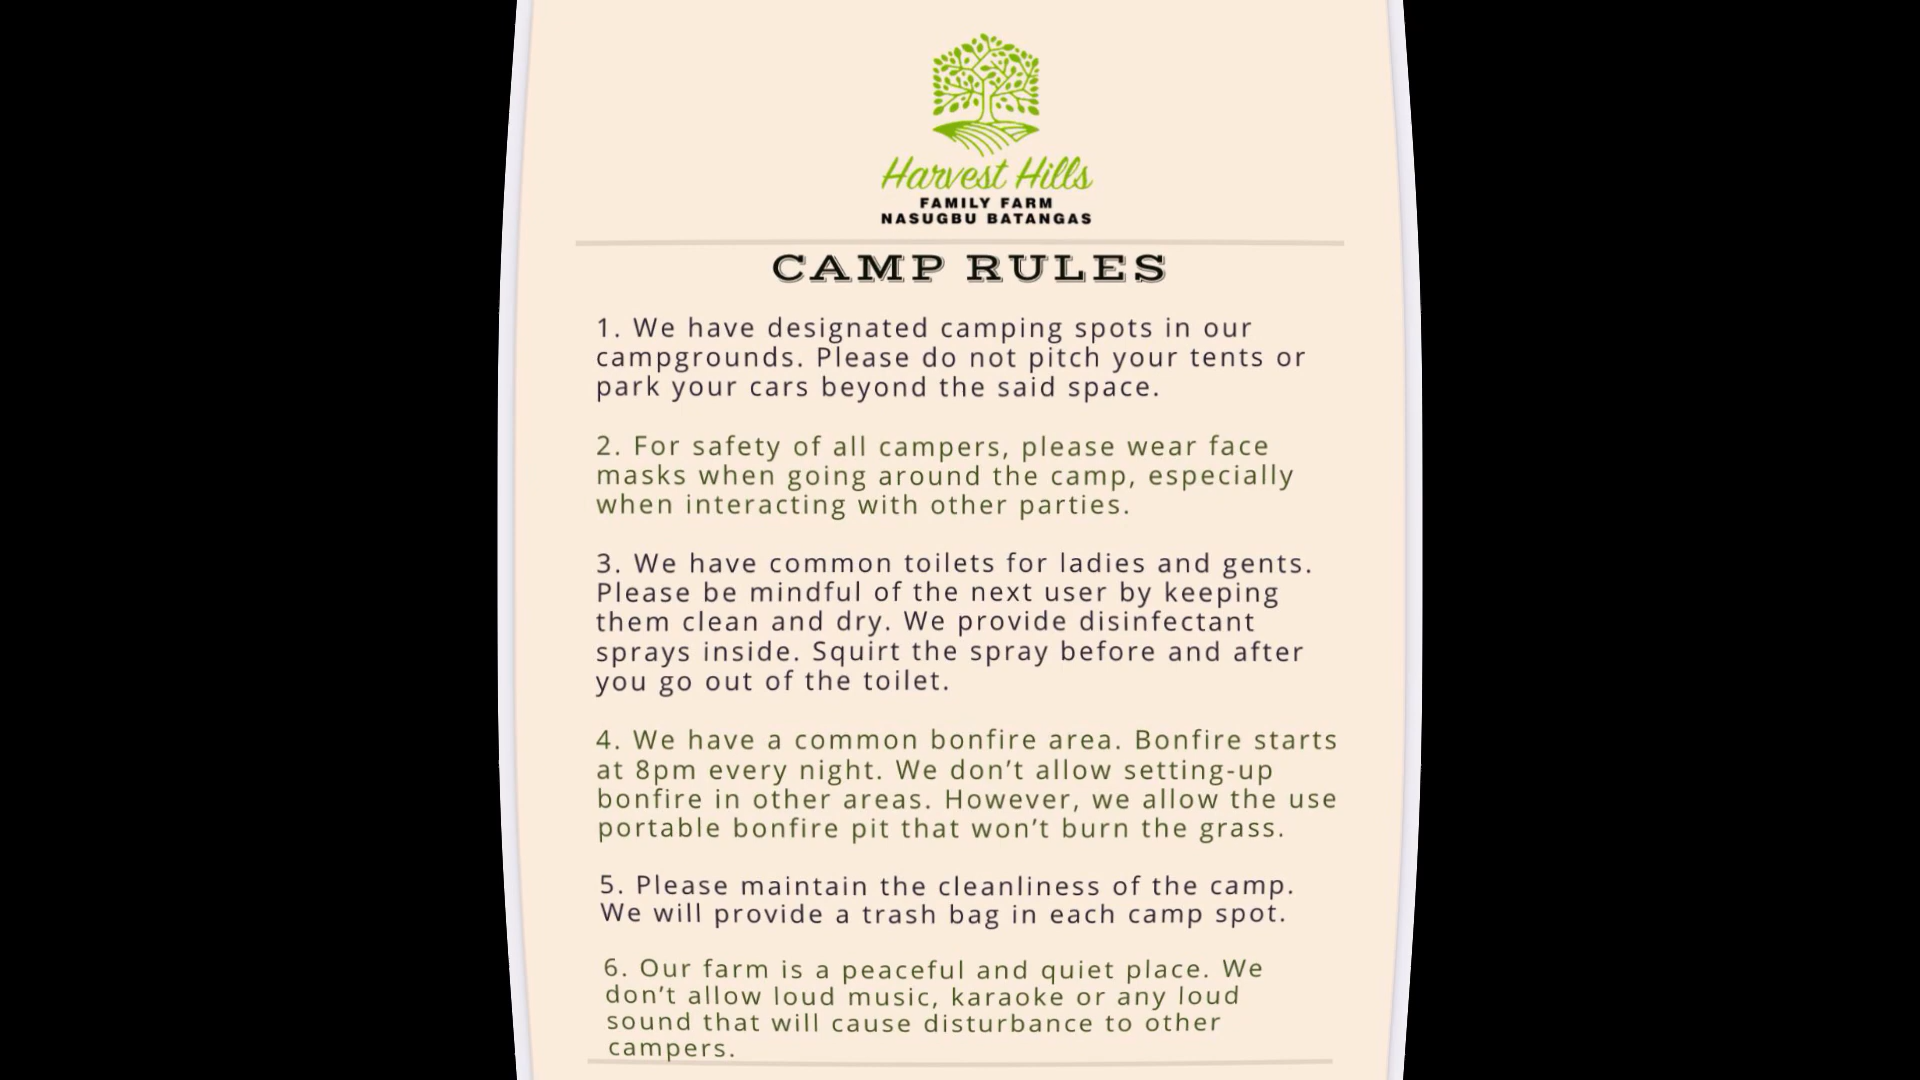 Harvest Hills
FAMILY FARM
NASUGBU BATANGAS
CAMP RULES
1. We have designated camping spots in our
campgrounds. Please do not pitch your tents or
park your cars beyond the said space.
2. For safety of all campers, please wear face
masks when going around the camp, especially
when interacting with other parties.
3. We have common toilets for ladies and gents.
Please be mindful of the next user by keeping
them clean and dry. We provide disinfectant
sprays inside. Squirt the spray before and after
you go out of the toilet.
4. We have a common bonfire area. Bonfire starts
at 8pm every night. We don’t allow setting-up
bonfire in other areas. However, we allow the use
portable bonfire pit that won’t burn the grass.
5. Please maintain the cleanliness of the camp.
We will provide a trash bag in each camp spot.
6. Our farm is a peaceful and quiet place. We
don’t allow loud music, karaoke or any loud
sound that will cause disturbance to other
campers.